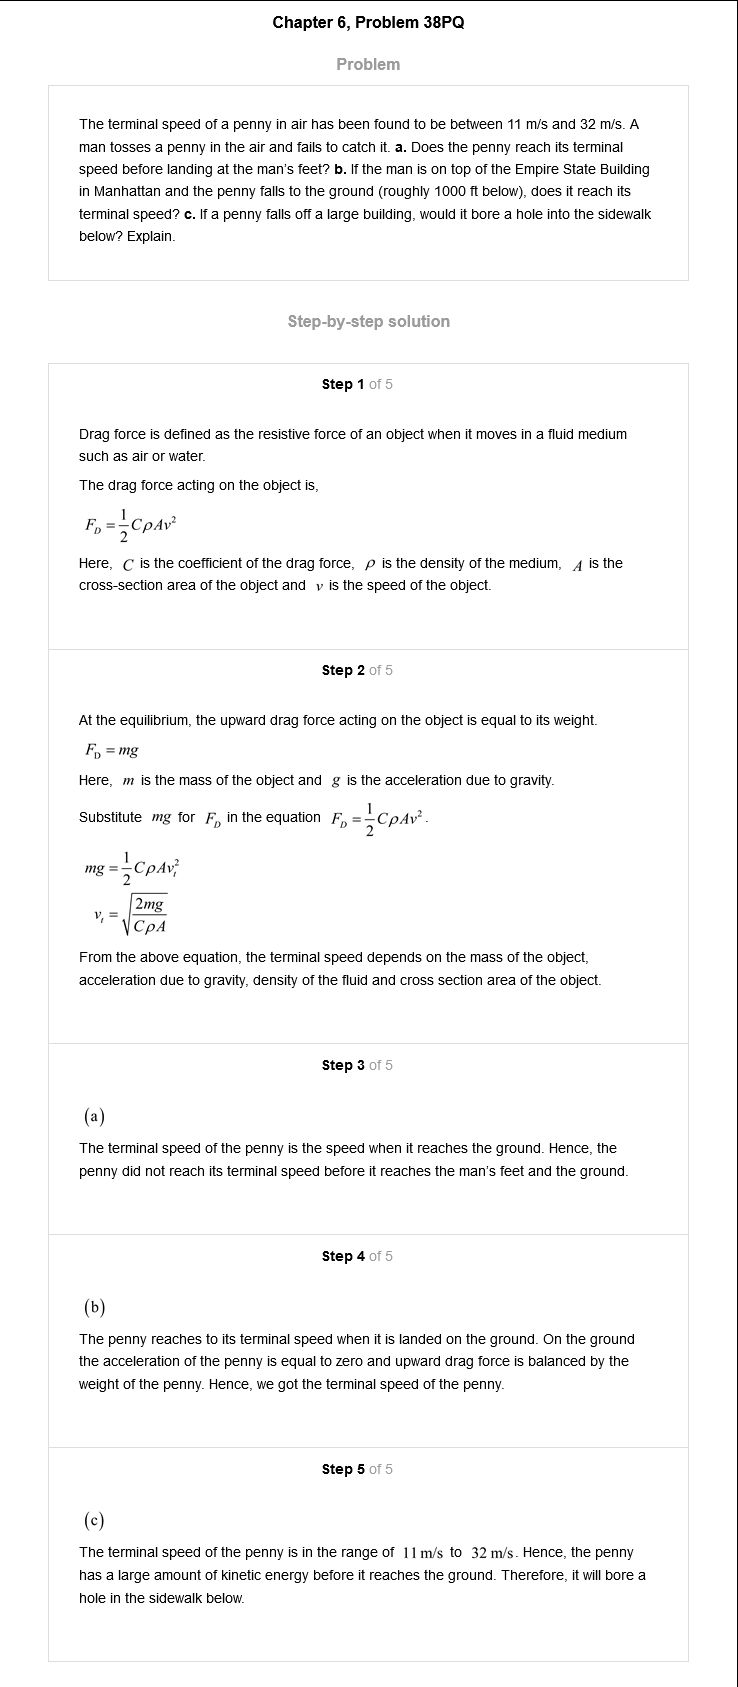 Chapter 6, Problem 38PQ
Problem
The terminal speed of a penny in air has been found to be between 11 m/s and 32 m/s. A
man tosses a penny in the air and fails to catch it. a. Does the penny reach its terminal
speed before landing at the man's feet? b. If the man is on top of the Empire State Building
in Manhattan and the penny falls to the ground (roughly 1000 ft below), does it reach its
terminal speed? c. If a penny falls off a large building, would it bore a hole into the sidewalk
below? Explain.
Step-by-step solution
Step 1 of 5
Drag force is defined as the resistive force of an object when it moves in a fluid medium
such as air or water.
The drag force acting on the object is,
F_D = 1/2 CρAv²
Here, C is the coefficient of the drag force, ρ is the density of the medium, A is the
cross-section area of the object and v is the speed of the object.
Step 2 of 5
At the equilibrium, the upward drag force acting on the object is equal to its weight.
F_D = mg
Here, m is the mass of the object and g is the acceleration due to gravity.
Substitute mg for F_D in the equation F_D = 1/2 CρAv².
mg = 1/2 CρAv_t²
v_t = √(2mg/CρA)
From the above equation, the terminal speed depends on the mass of the object,
acceleration due to gravity, density of the fluid and cross section area of the object.
Step 3 of 5
(a)
The terminal speed of the penny is the speed when it reaches the ground. Hence, the
penny did not reach its terminal speed before it reaches the man's feet and the ground.
Step 4 of 5
(b)
The penny reaches to its terminal speed when it is landed on the ground. On the ground
the acceleration of the penny is equal to zero and upward drag force is balanced by the
weight of the penny. Hence, we got the terminal speed of the penny.
Step 5 of 5
(c)
The terminal speed of the penny is in the range of 11 m/s to 32 m/s. Hence, the penny
has a large amount of kinetic energy before it reaches the ground. Therefore, it will bore a
hole in the sidewalk below.